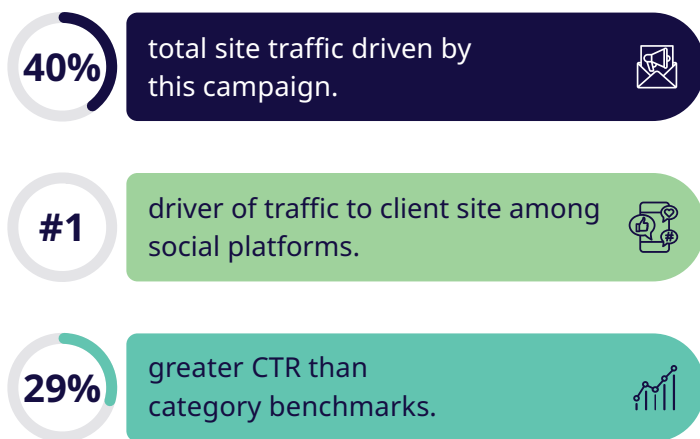 40%
total site traffic driven by
this campaign.
#1
driver of traffic to client site among
social platforms.
#
29%
greater CTR than
category benchmarks.